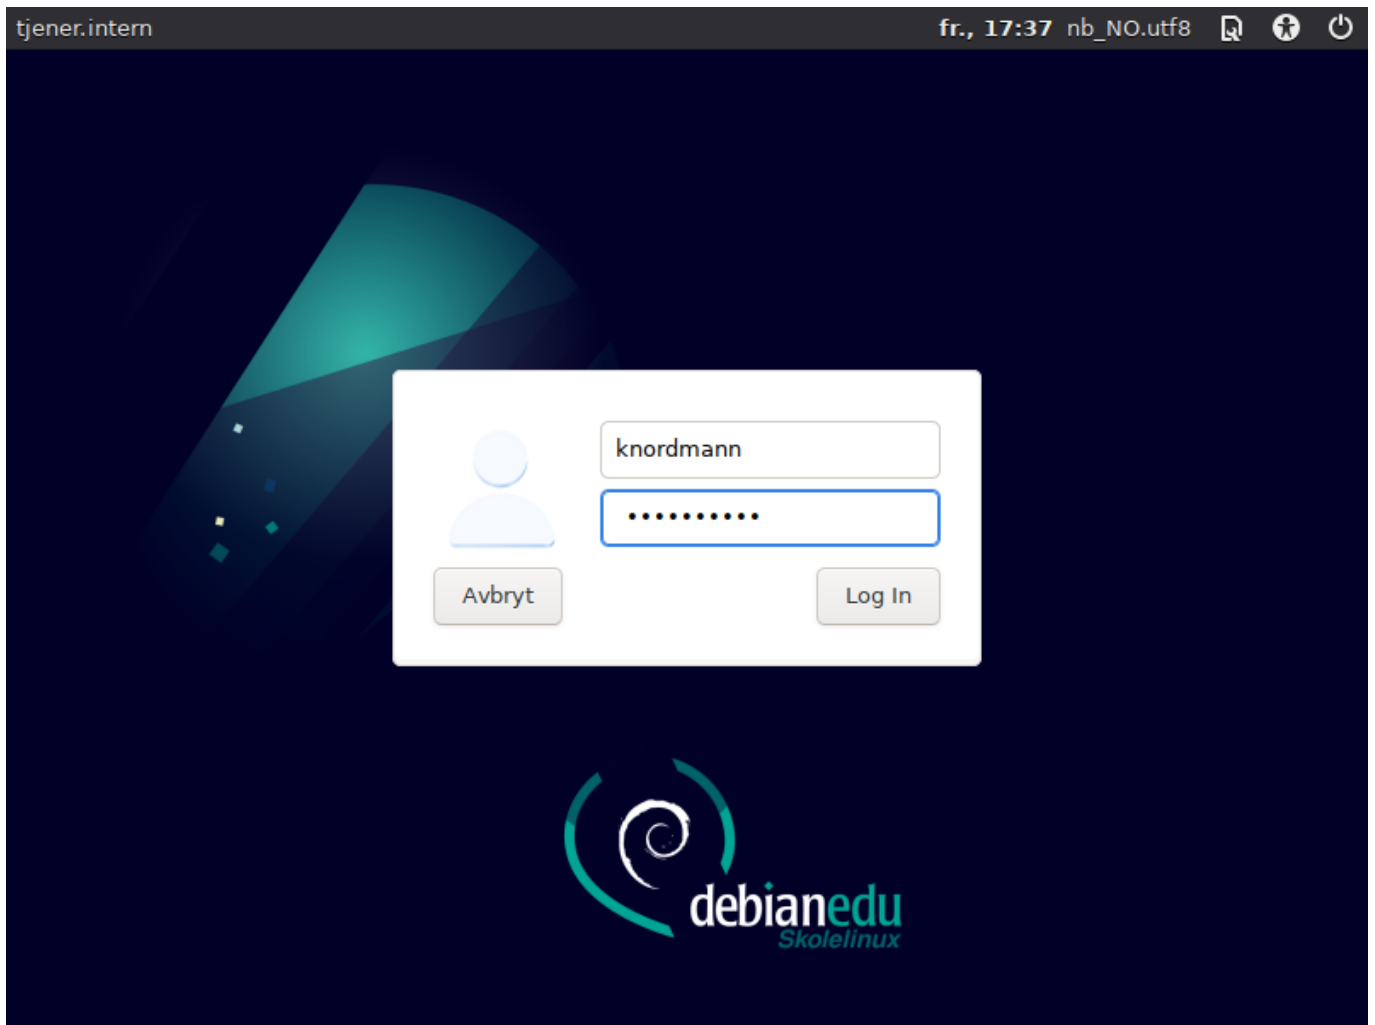 tjener.intern fr., 17:37 nb_NO.utf8
knordmann
••••••••••
Avbryt Log In
debianedu
Skolelinux